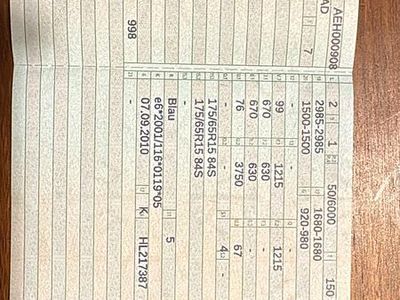 AEH000908
AD
7
998
2 1 50/6000 150
2985-2985 1680-1680
1500-1500 920-980
- -
99 - 1215 - 1215
670 630 -
670 630 -
76 3750 67
- - 4
175/65R15 84S
175/65R15 84S
-
Blau 5
e6*2001/116*0119*05
07.09.2010 K HL217387
-